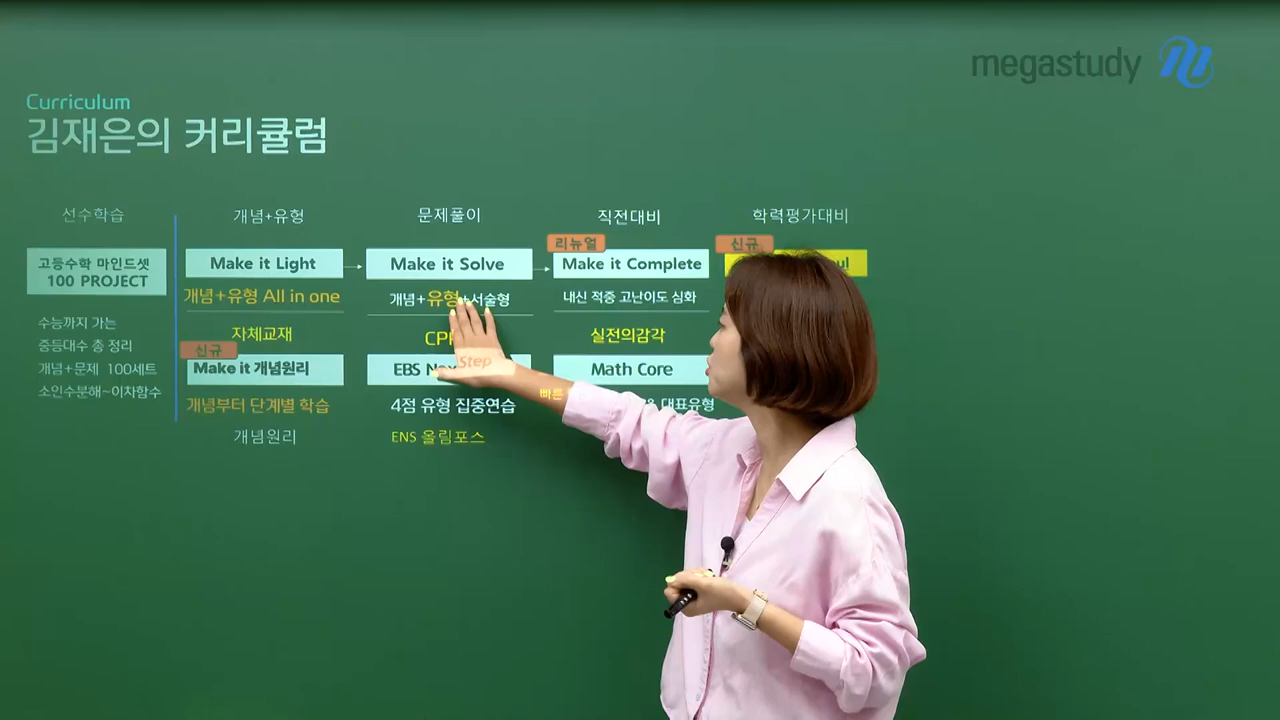 megastudy
Curriculum
김재은의 커리큘럼
선수학습
고등수학 마인드셋
100 PROJECT
수능까지 가는
중등대수 총 정리
개념+문제 100세트
소인수분해~이차함수
개념+유형
Make it Light
개념+유형 All in one
자체교재
신규
Make it 개념원리
개념부터 단계별 학습
개념원리
문제풀이
Make it Solve
개념+유형+서술형
EBS
Step
4점 유형 집중연습
ENS 올림포스
직전대비
리뉴얼
Make it Complete
내신 적중 고난이도 심화
실전의감각
Math Core
빠른
대표유형
학력평가대비
신규